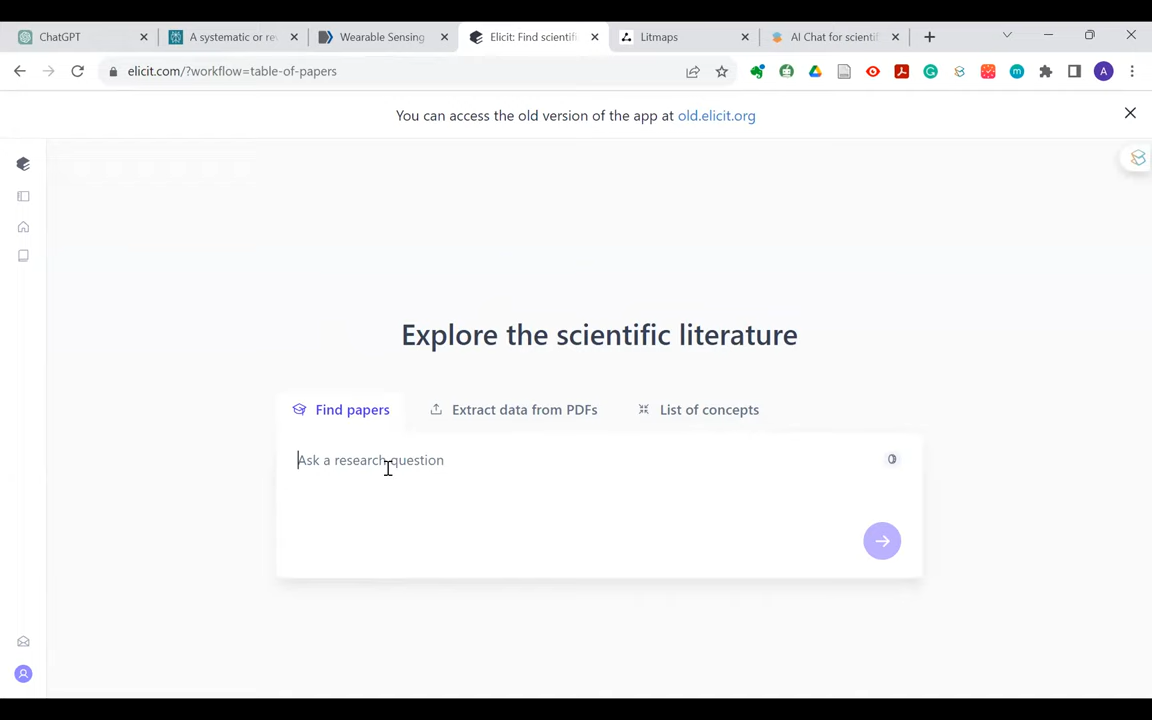 ChatGPT
A systematic or re
Wearable Sensing
Elicit: Find scientifi
Litmaps
AI Chat for scientifi
elicit.com/?workflow=table-of-papers
A
You can access the old version of the app at old.elicit.org
Explore the scientific literature
Find papers
Extract data from PDFs
List of concepts
Ask a research question